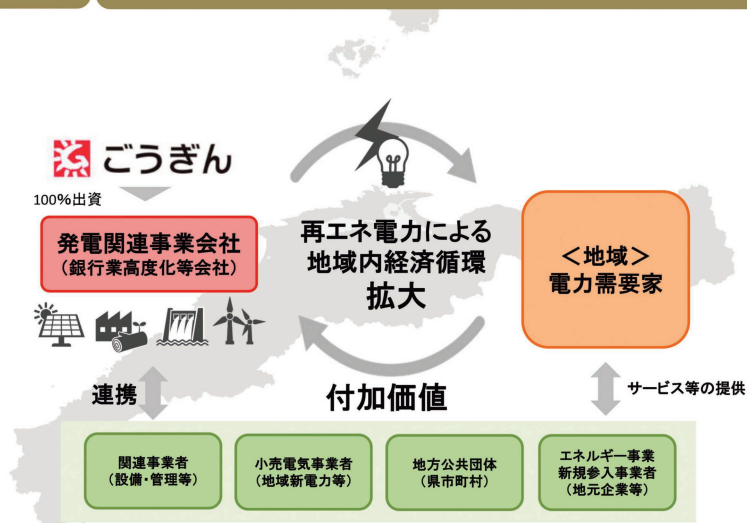 ごうぎん
100%出資
発電関連事業会社
（銀行業高度化等会社）
再エネ電力による
地域内経済循環
拡大
＜地域＞
電力需要家
連携
付加価値
サービス等の提供
関連事業者
（設備・管理等）
小売電気事業者
（地域新電力等）
地方公共団体
（県市町村）
エネルギー事業
新規参入事業者
（地元企業等）